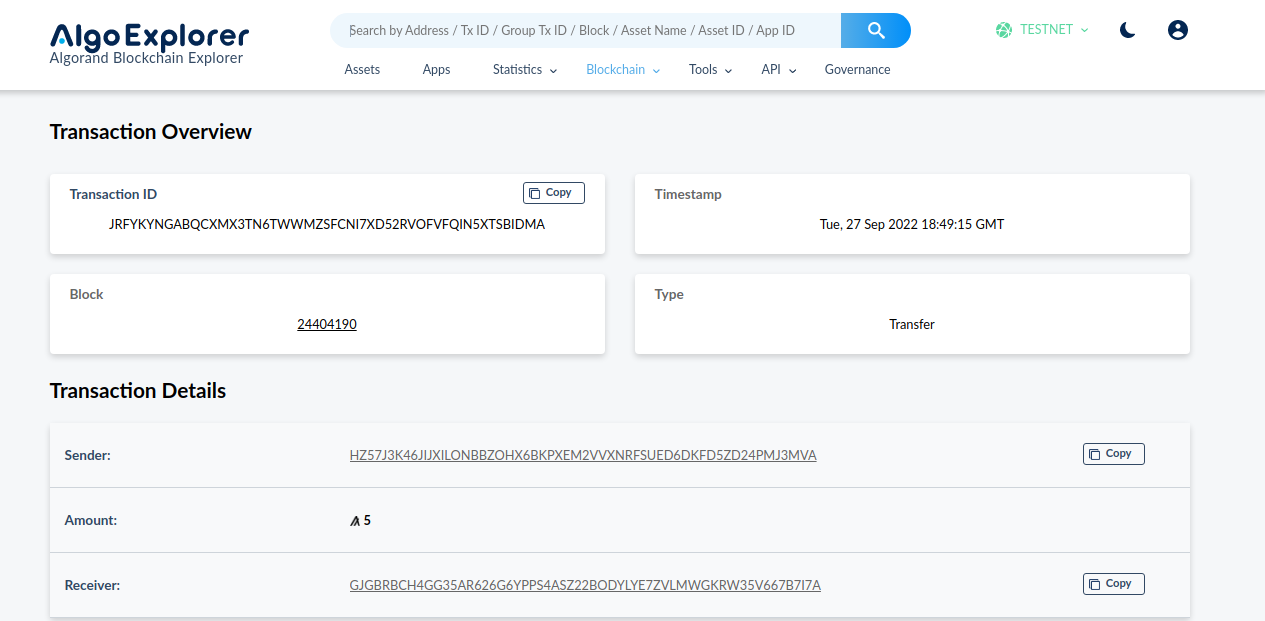 AlgoExplorer
Algorand Blockchain Explorer
Search by Address / Tx ID / Group Tx ID / Block / Asset Name / Asset ID / App ID
TESTNET
Assets Apps Statistics Blockchain Tools API Governance
Transaction Overview
Transaction ID
Copy
JRFYKYNGABQCXMX3TN6TWWMZSFCNI7XD52RVOFVFQIN5XTSBIDMA
Timestamp
Tue, 27 Sep 2022 18:49:15 GMT
Block
24404190
Type
Transfer
Transaction Details
Sender: HZ57J3K46JIJXILONBBZOHX6BKPXEM2VVXNRFSUED6DKFD5ZD24PMJ3MVA Copy
Amount: 5
Receiver: GJGBRBCH4GG35AR626G6YPPS4ASZ22BODYLYE7ZVLMWGKRW35V667B7I7A Copy